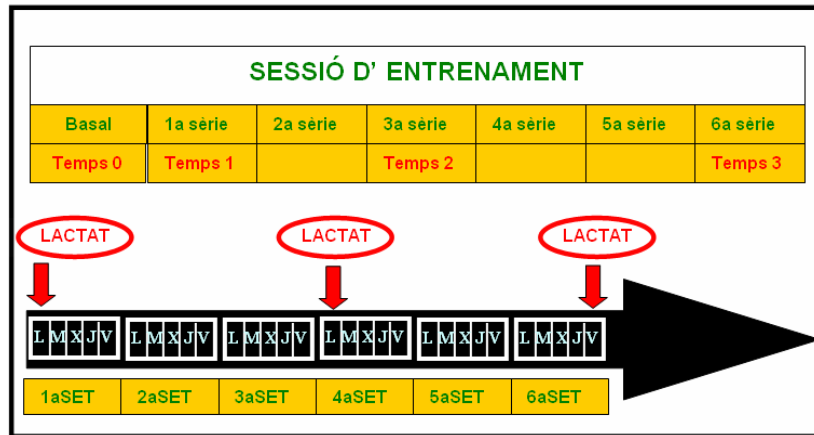 SESSIÓ D' ENTRENAMENT
Basal 1a sèrie 2a sèrie 3a sèrie 4a sèrie 5a sèrie 6a sèrie
Temps 0 Temps 1 Temps 2 Temps 3
LACTAT LACTAT LACTAT
L M X J V L M X J V L M X J V L M X J V L M X J V L M X J V
1aSET 2aSET 3aSET 4aSET 5aSET 6aSET